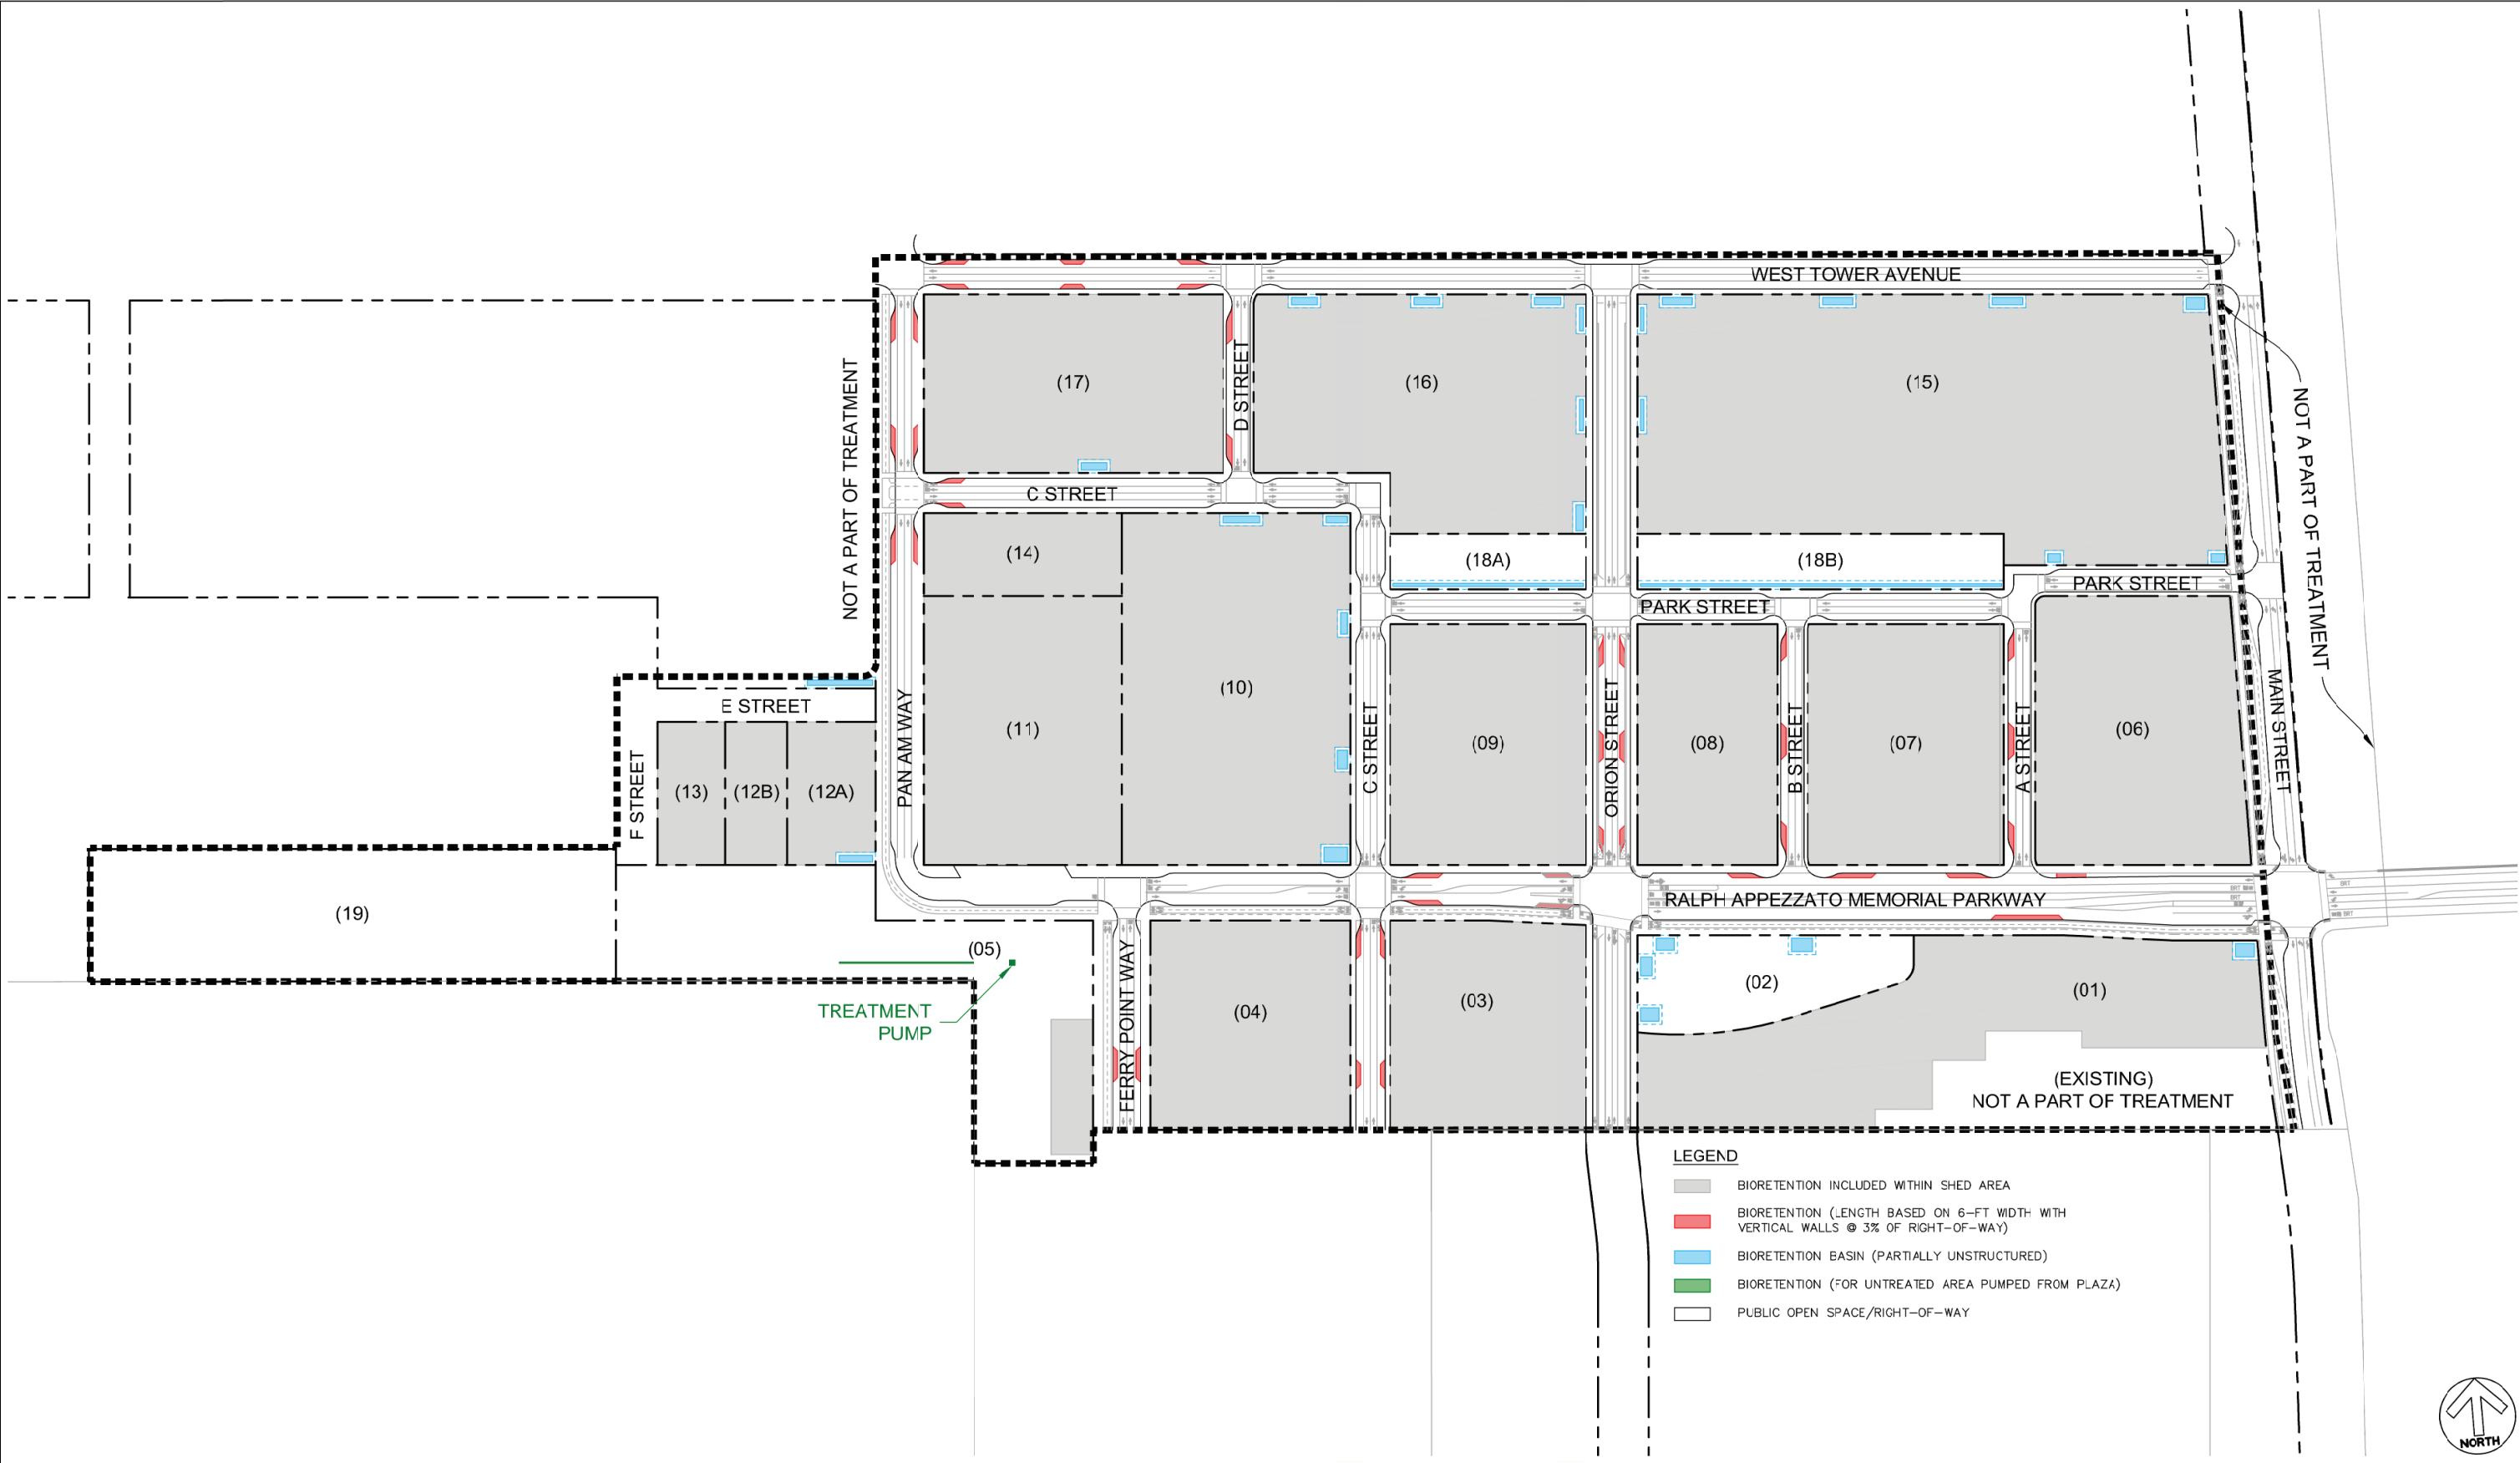 WEST TOWER AVENUE
NOT A PART OF TREATMENT
(17)
D STREET
(16)
(15)
NOT A PART OF TREATMENT
C STREET
(14)
(18A)
(18B)
PARK STREET
PARK STREET
(10)
E STREET
(11)
PAN AM WAY
F STREET
(13)
(12B)
(12A)
C STREET
(09)
ORION STREET
(08)
B STREET
(07)
A STREET
(06)
MAIN STREET
(19)
RALPH APPEZZATO MEMORIAL PARKWAY
BRT
BRT
BRT
BRT
(05)
TREATMENT
PUMP
FERRY POINT WAY
(04)
(03)
(02)
(01)
(EXISTING)
NOT A PART OF TREATMENT
LEGEND
BIORETENTION INCLUDED WITHIN SHED AREA
BIORETENTION (LENGTH BASED ON 6-FT WIDTH WITH
VERTICAL WALLS @ 3% OF RIGHT-OF-WAY)
BIORETENTION BASIN (PARTIALLY UNSTRUCTURED)
BIORETENTION (FOR UNTREATED AREA PUMPED FROM PLAZA)
PUBLIC OPEN SPACE/RIGHT-OF-WAY
NORTH